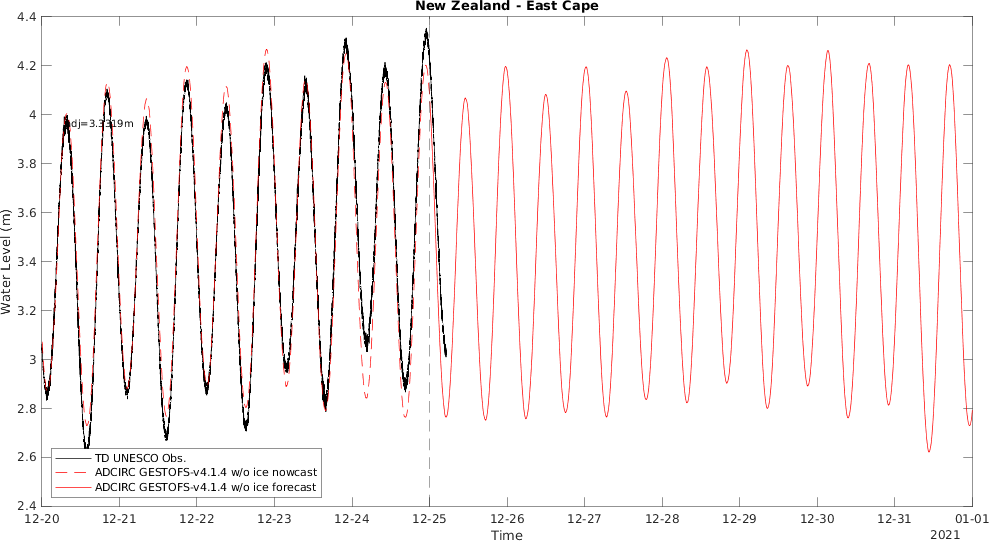 New Zealand - East Cape
4.4
4.2
4
3.8
3.6
3.4
3.2
3
2.8
2.6
2.4
Water Level (m)
adj=3.3319m
TD UNESCO Obs.
ADCIRC GESTOFS-v4.1.4 w/o ice nowcast
ADCIRC GESTOFS-v4.1.4 w/o ice forecast
12-20 12-21 12-22 12-23 12-24 12-25 12-26 12-27 12-28 12-29 12-30 12-31 01-01
Time
2021